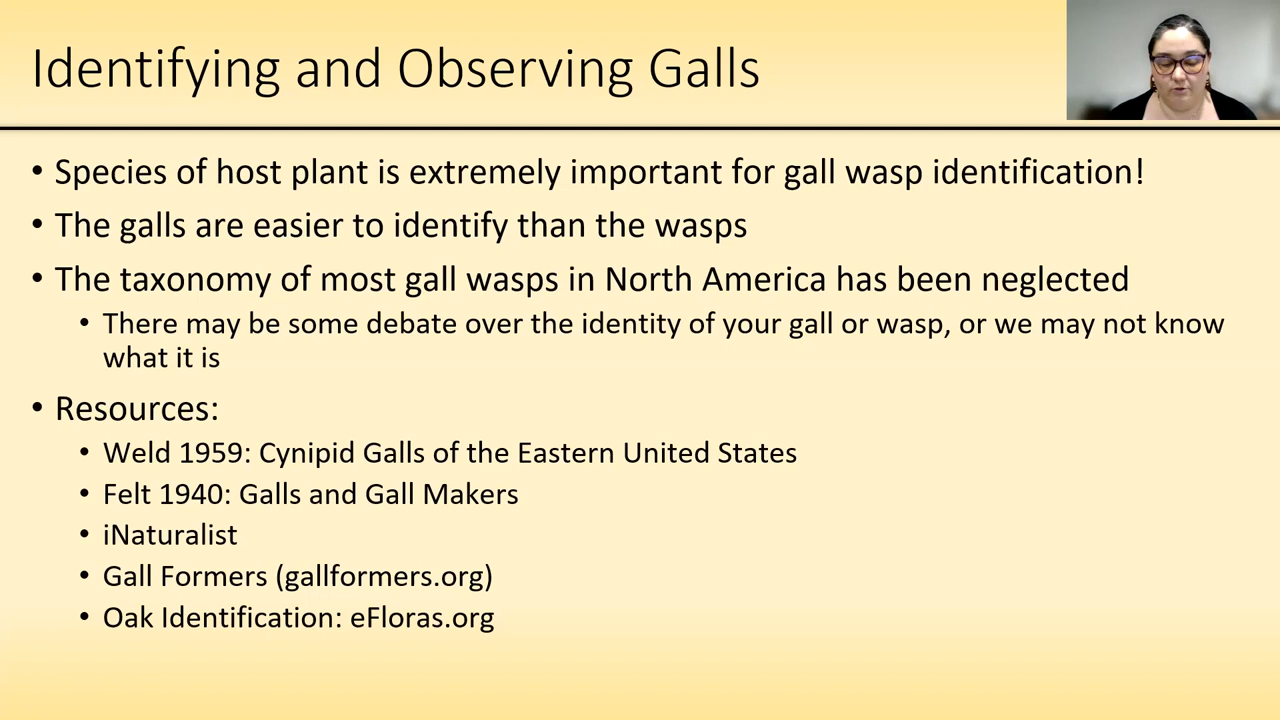 Identifying and Observing Galls
• Species of host plant is extremely important for gall wasp identification!
• The galls are easier to identify than the wasps
• The taxonomy of most gall wasps in North America has been neglected
• There may be some debate over the identity of your gall or wasp, or we may not know
what it is
• Resources:
• Weld 1959: Cynipid Galls of the Eastern United States
• Felt 1940: Galls and Gall Makers
• iNaturalist
• Gall Formers (gallformers.org)
• Oak Identification: eFloras.org